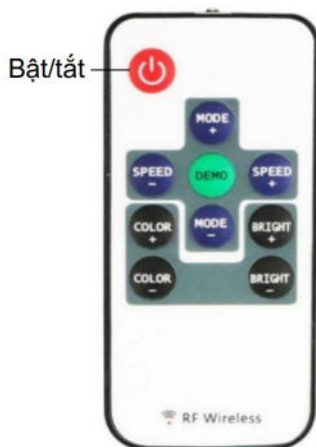 Bật/tắt
MODE
+
SPEED
-
DEMO
SPEED
+
COLOR
+
MODE
-
BRIGHT
+
COLOR
-
BRIGHT
-
RF Wireless